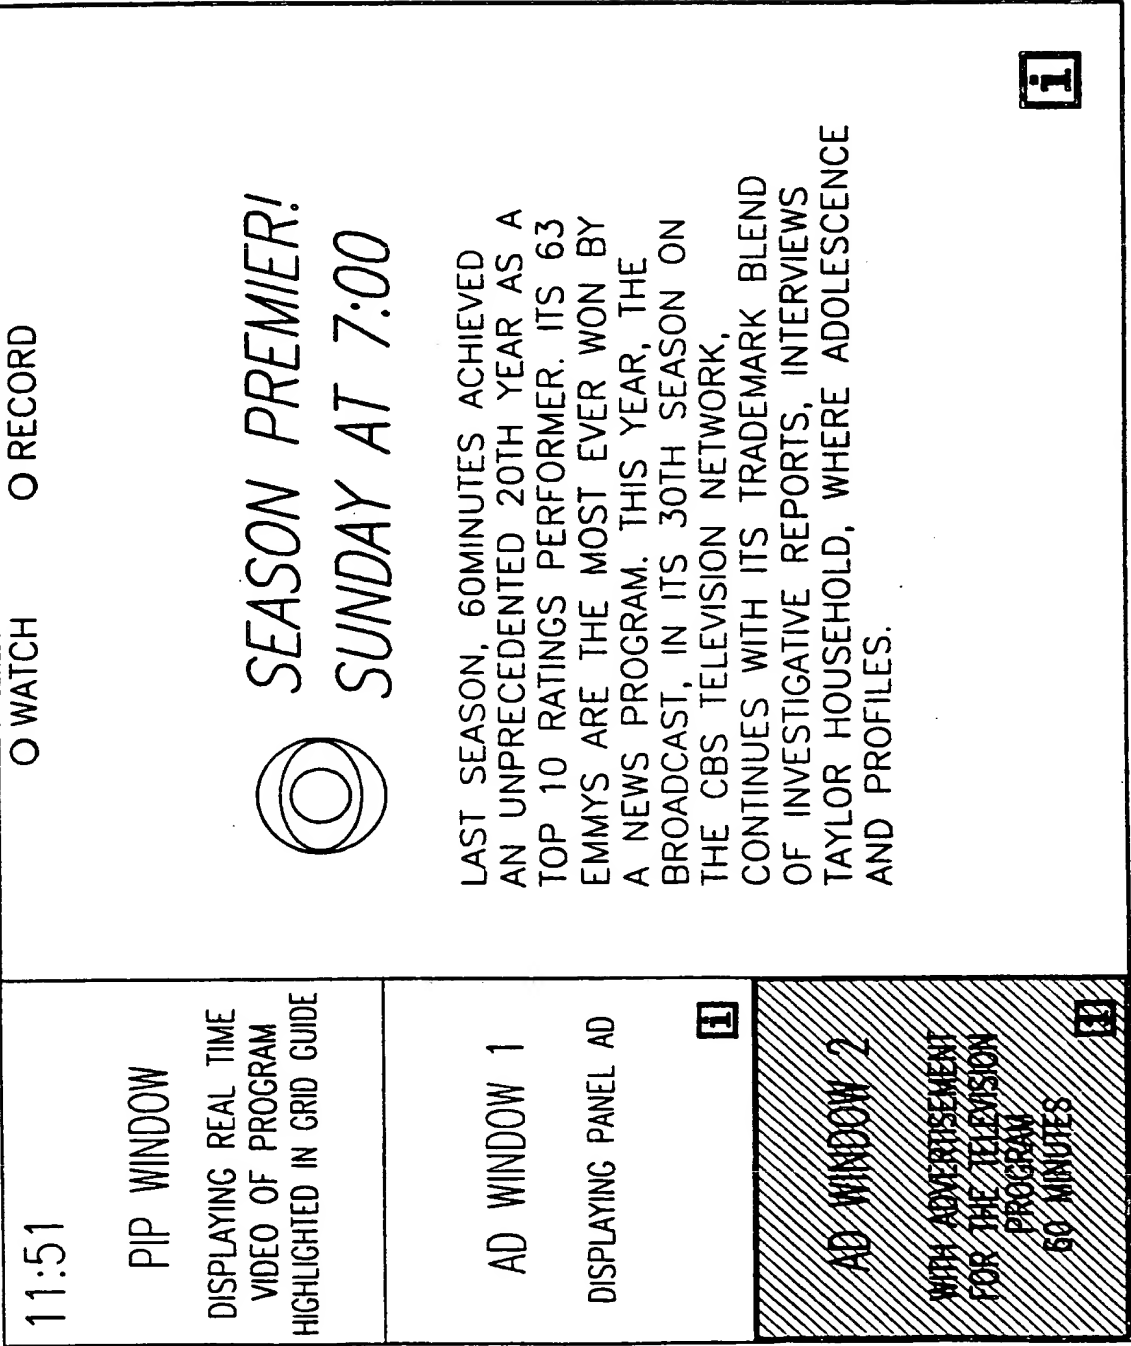 11:51
O WATCH O RECORD
PIP WINDOW
DISPLAYING REAL TIME
VIDEO OF PROGRAM
HIGHLIGHTED IN GRID GUIDE
AD WINDOW 1
DISPLAYING PANEL AD
i
AD WINDOW 2
WITH ADVERTISEMENT
FOR THE TELEVISION
PROGRAM
60 MINUTES
i
SEASON PREMIER!
SUNDAY AT 7:00
LAST SEASON, 60MINUTES ACHIEVED
AN UNPRECEDENTED 20TH YEAR AS A
TOP 10 RATINGS PERFORMER. ITS 63
EMMYS ARE THE MOST EVER WON BY
A NEWS PROGRAM. THIS YEAR, THE
BROADCAST, IN ITS 30TH SEASON ON
THE CBS TELEVISION NETWORK,
CONTINUES WITH ITS TRADEMARK BLEND
OF INVESTIGATIVE REPORTS, INTERVIEWS
TAYLOR HOUSEHOLD, WHERE ADOLESCENCE
AND PROFILES.
i